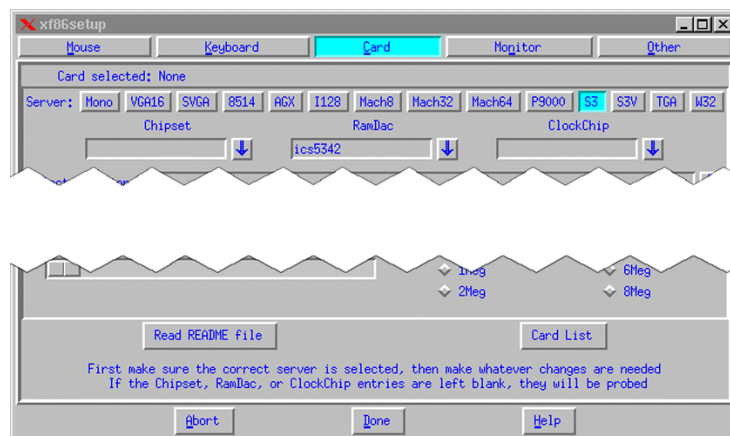 xf86setup
Mouse Keyboard Card Monitor Other
Card selected: None
Server: Mono VGA16 SVGA 8514 AGX I128 Mach8 Mach32 Mach64 P9000 S3 S3V TGA W32
Chipset RamDac ClockChip
ics5342
1Meg 6Meg
2Meg 8Meg
Read README file Card List
First make sure the correct server is selected, then make whatever changes are needed
If the Chipset, RamDac, or ClockChip entries are left blank, they will be probed
Abort Done Help